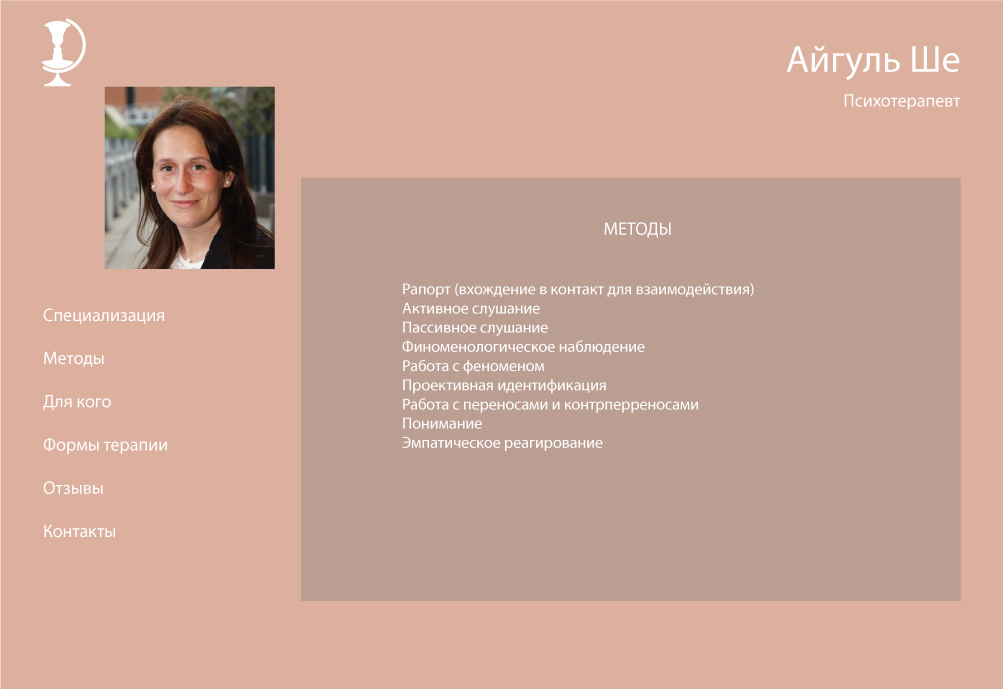 Айгуль Ше
Психотерапевт
МЕТОДЫ
Рапорт (вхождение в контакт для взаимодействия)
Активное слушание
Пассивное слушание
Финоменологическое наблюдение
Работа с феноменом
Проективная идентификация
Работа с переносами и контрперреносами
Понимание
Эмпатическое реагирование
Специализация
Методы
Для кого
Формы терапии
Отзывы
Контакты